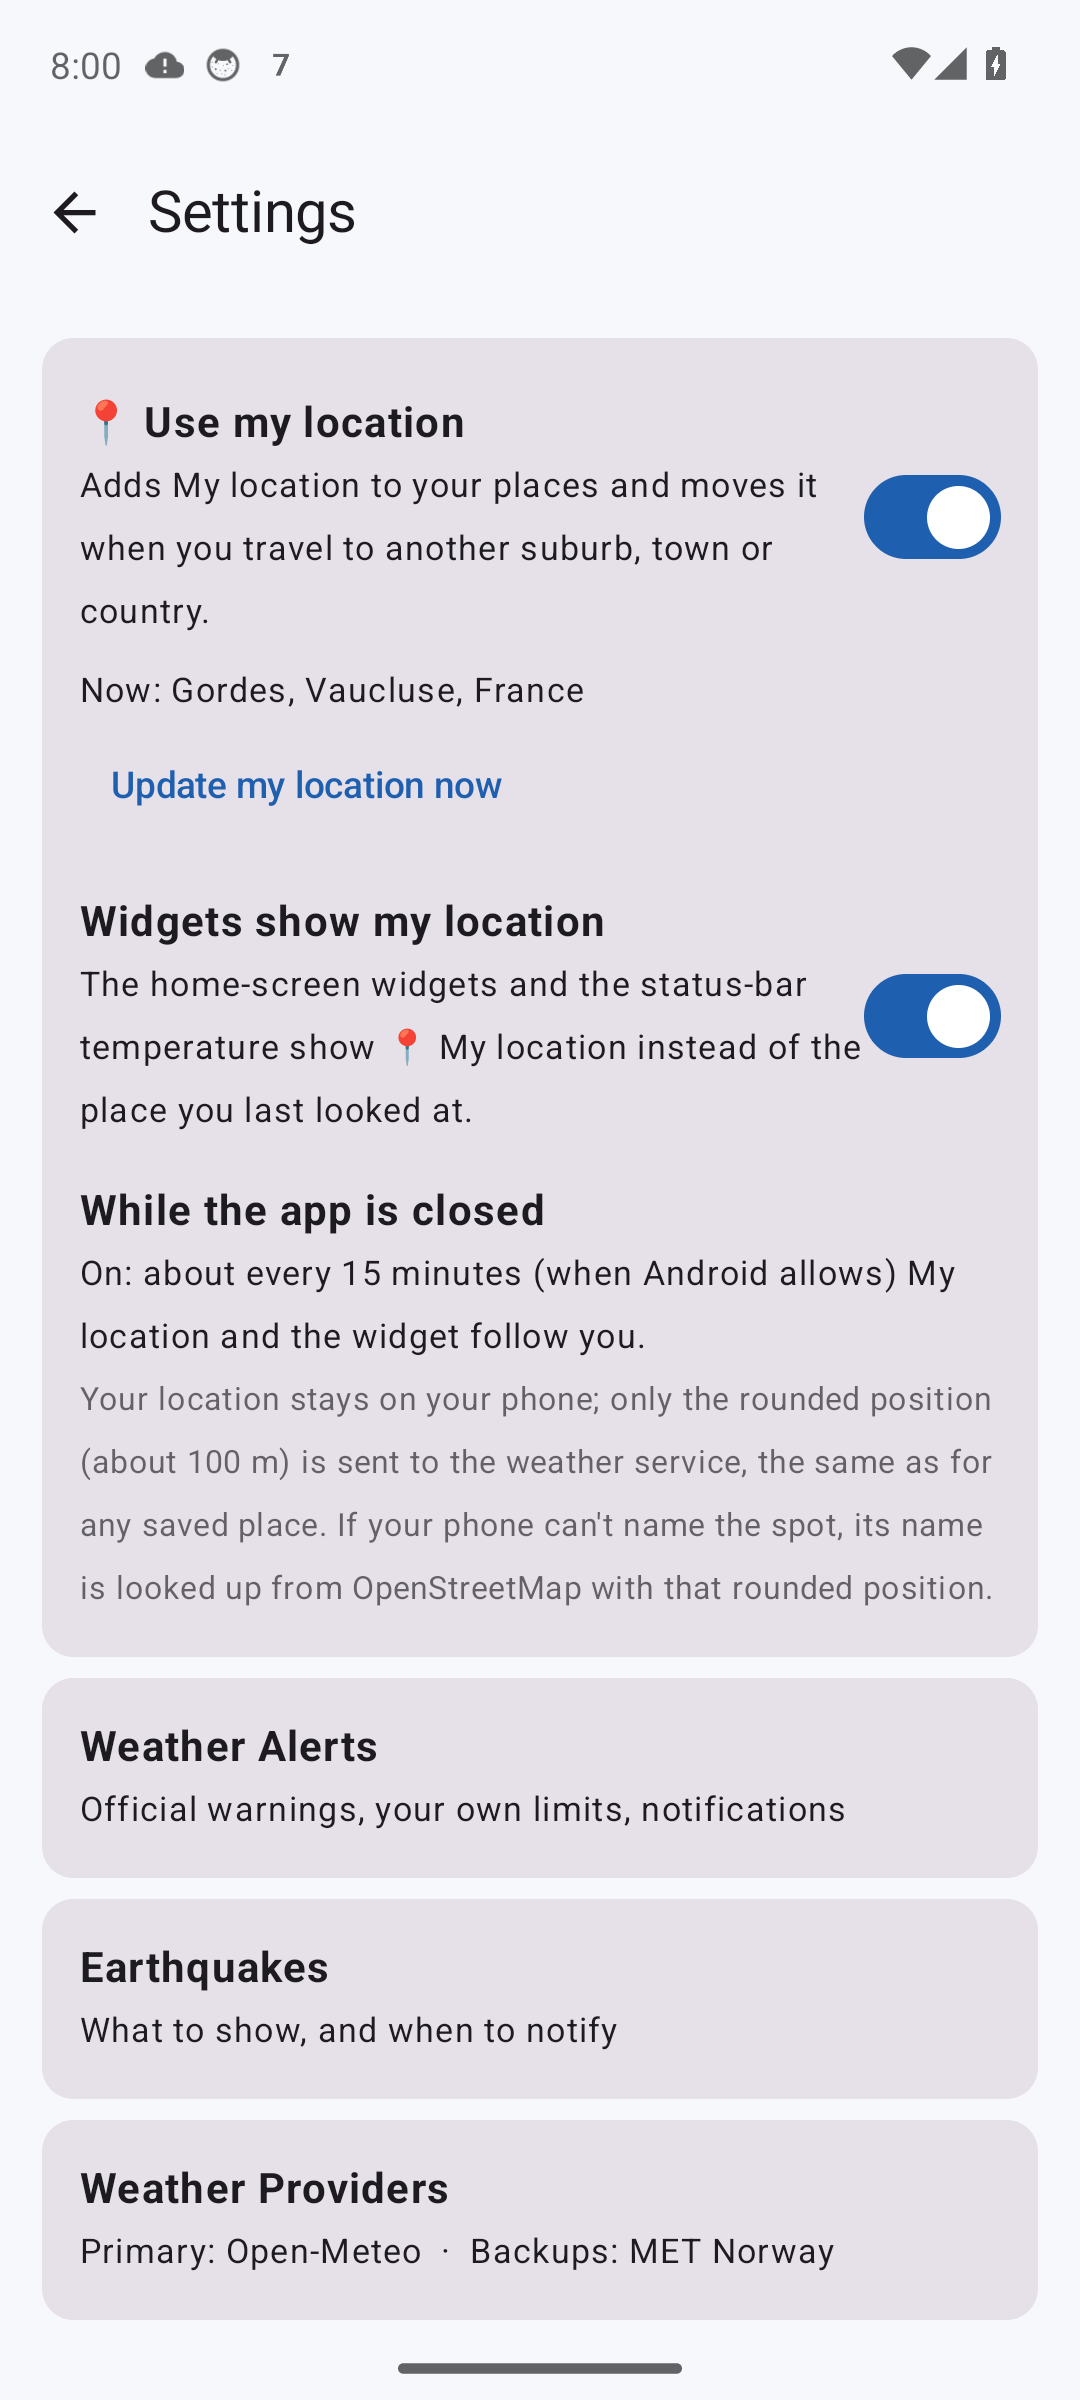 8:00 7
Settings
📍 Use my location
Adds My location to your places and moves it
when you travel to another suburb, town or
country.
Now: Gordes, Vaucluse, France
Update my location now
Widgets show my location
The home-screen widgets and the status-bar
temperature show 📍 My location instead of the
place you last looked at.
While the app is closed
On: about every 15 minutes (when Android allows) My
location and the widget follow you.
Your location stays on your phone; only the rounded position
(about 100 m) is sent to the weather service, the same as for
any saved place. If your phone can't name the spot, its name
is looked up from OpenStreetMap with that rounded position.
Weather Alerts
Official warnings, your own limits, notifications
Earthquakes
What to show, and when to notify
Weather Providers
Primary: Open-Meteo · Backups: MET Norway